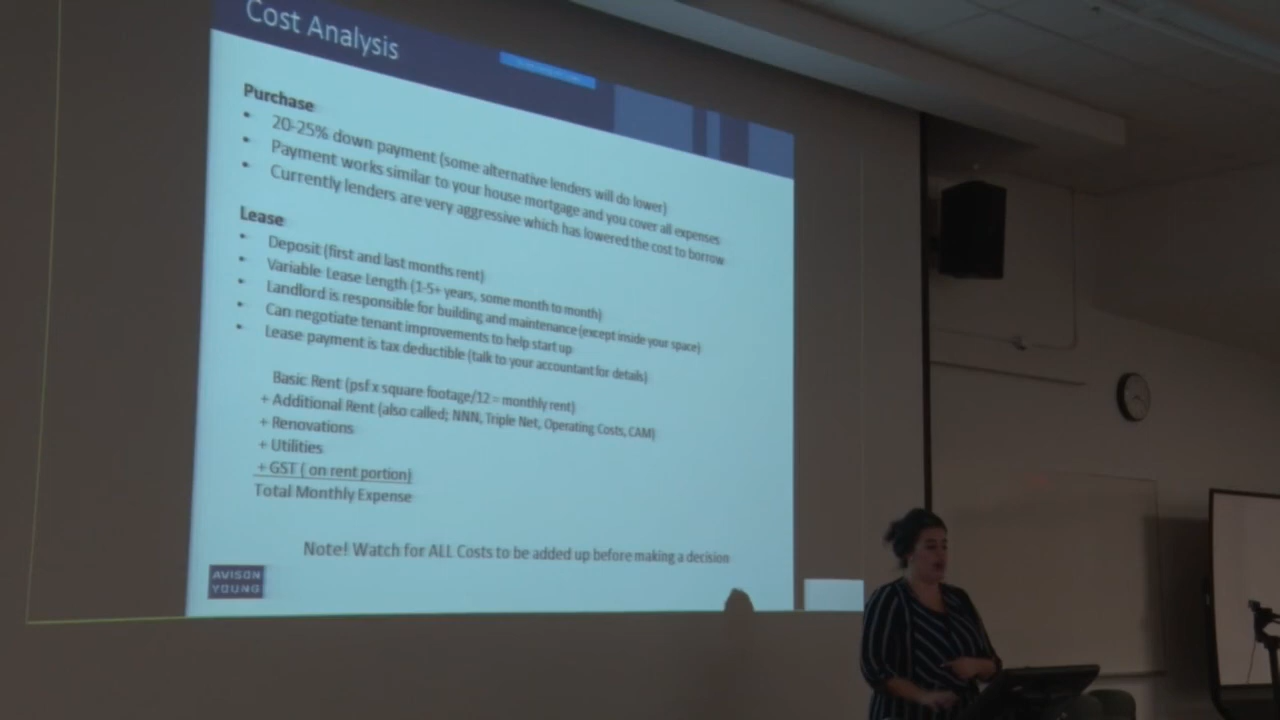 Cost Analysis
Purchase
• 20-25% down payment (some alternative lenders will do lower)
• Payment works similar to your house mortgage and you cover all expenses
• Currently lenders are very aggressive which has lowered the cost to borrow
Lease
• Deposit (first and last months rent)
• Variable Lease Length (1-5+ years, some month to month)
• Landlord is responsible for building and maintenance (except inside your space)
• Can negotiate tenant improvements to help start up
• Lease payment is tax deductible (talk to your accountant for details)
Basic Rent (psf x square footage/12 = monthly rent)
+ Additional Rent (also called; NNN, Triple Net, Operating Costs, CAM)
+ Renovations
+ Utilities
+ GST ( on rent portion)
Total Monthly Expense
Note! Watch for ALL Costs to be added up before making a decision
AVISON
YOUNG